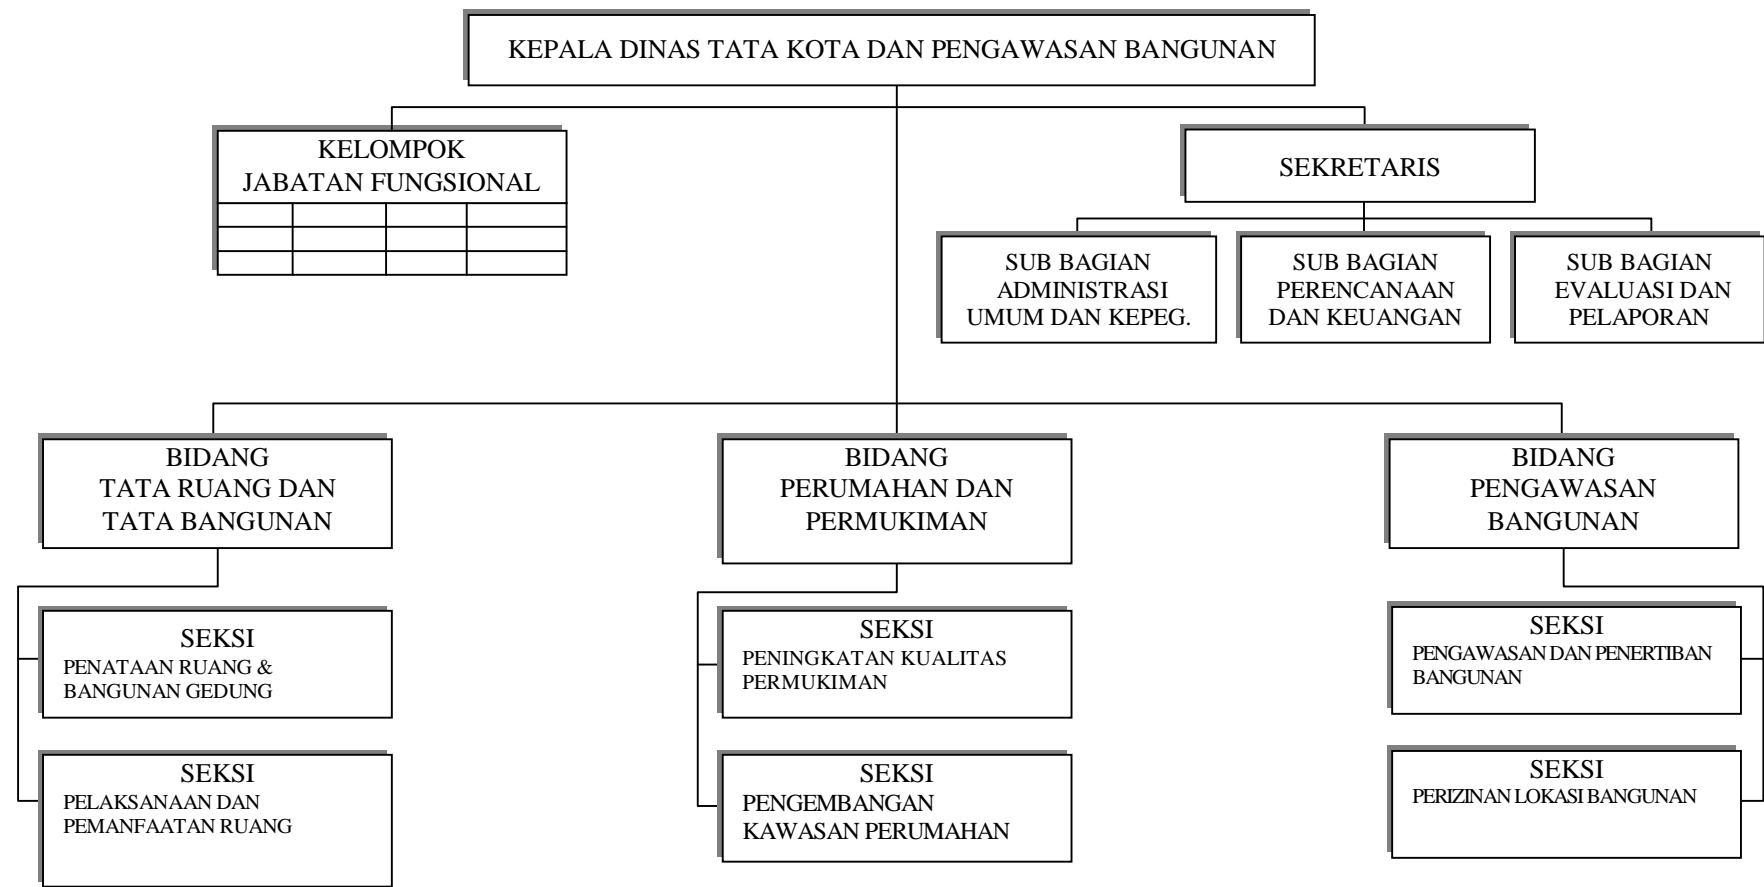 KEPALA DINAS TATA KOTA DAN PENGAWASAN BANGUNAN
KELOMPOK
JABATAN FUNGSIONAL
SEKRETARIS
SUB BAGIAN
ADMINISTRASI
UMUM DAN KEPEG.
SUB BAGIAN
PERENCANAAN
DAN KEUANGAN
SUB BAGIAN
EVALUASI DAN
PELAPORAN
BIDANG
TATA RUANG DAN
TATA BANGUNAN
BIDANG
PERUMAHAN DAN
PERMUKIMAN
BIDANG
PENGAWASAN
BANGUNAN
SEKSI
PENATAAN RUANG &
BANGUNAN GEDUNG
SEKSI
PENINGKATAN KUALITAS
PERMUKIMAN
SEKSI
PENGAWASAN DAN PENERTIBAN
BANGUNAN
SEKSI
PELAKSANAAN DAN
PEMANFAATAN RUANG
SEKSI
PENGEMBANGAN
KAWASAN PERUMAHAN
SEKSI
PERIZINAN LOKASI BANGUNAN